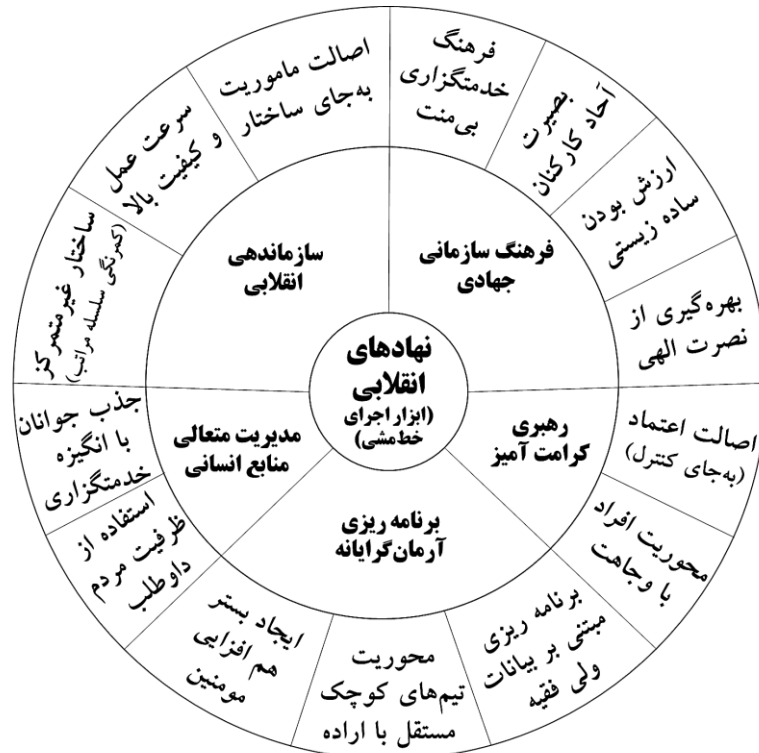 نهادهای
انقلابی
(ابزار اجرای
خط‌مشی)
فرهنگ سازمانی
جهادی
رهبری
کرامت آمیز
برنامه ریزی
آرمان‌گرایانه
مدیریت متعالی
منابع انسانی
سازماندهی
انقلابی
فرهنگ
خدمتگزاری
بی‌منت
بصیرت
آحاد کارکنان
ارزش بودن
ساده زیستی
بهره‌گیری از
نصرت الهی
اصالت اعتماد
(به‌جای کنترل)
محوریت افراد
با وجاهت
برنامه ریزی
مبتنی بر بیانات
ولی فقیه
محوریت
تیم‌های کوچک
مستقل با اراده
ایجاد بستر
هم افزایی
مومنین
استفاده از
ظرفیت مردم
داوطلب
جذب جوانان
با انگیزه
خدمتگزاری
ساختار غیرمتمرکز
(کمرنگی سلسله مراتب)
سرعت عمل
و کیفیت بالا
اصالت ماموریت
به‌جای ساختار